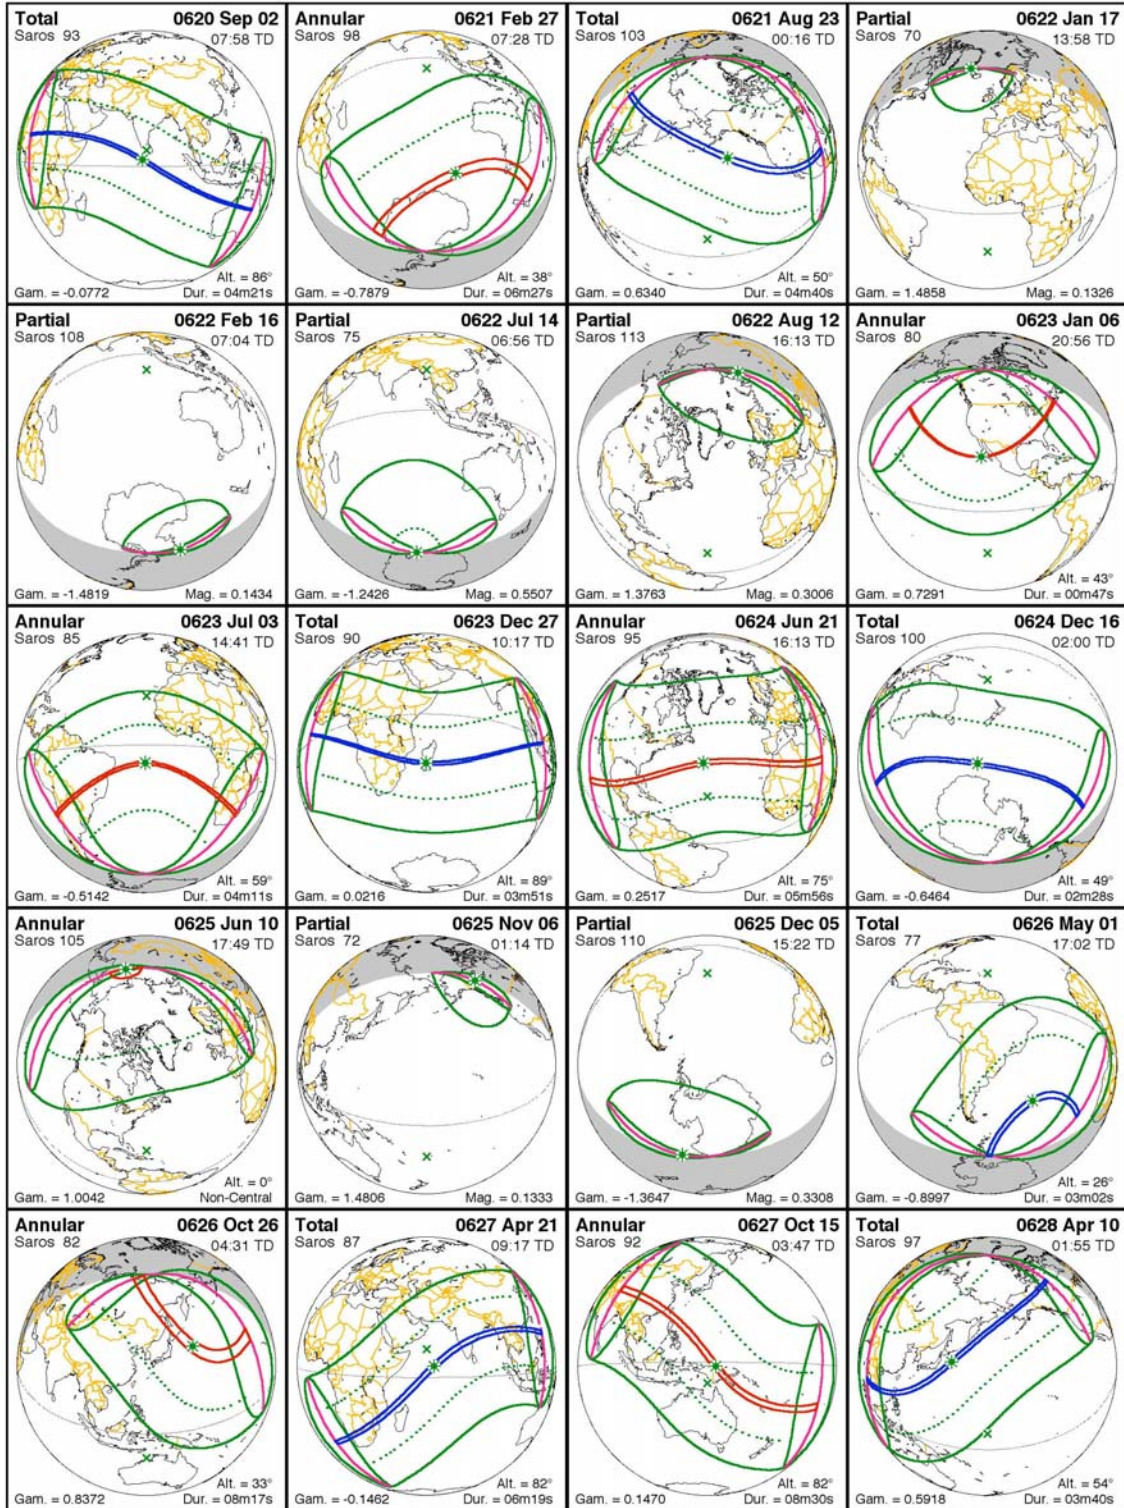 Total 0620 Sep 02
Saros 93 07:58 TD
Alt. = 86°
Gam. = -0.0772 Dur. = 04m21s
Annular 0621 Feb 27
Saros 98 07:28 TD
Alt. = 38°
Gam. = -0.7879 Dur. = 06m27s
Total 0621 Aug 23
Saros 103 00:16 TD
Alt. = 50°
Gam. = 0.6340 Dur. = 04m40s
Partial 0622 Jan 17
Saros 70 13:58 TD
Gam. = 1.4858 Mag. = 0.1326
Partial 0622 Feb 16
Saros 108 07:04 TD
Gam. = -1.4819 Mag. = 0.1434
Partial 0622 Jul 14
Saros 75 06:56 TD
Gam. = -1.2426 Mag. = 0.5507
Partial 0622 Aug 12
Saros 113 16:13 TD
Gam. = 1.3763 Mag. = 0.3006
Annular 0623 Jan 06
Saros 80 20:56 TD
Alt. = 43°
Gam. = 0.7291 Dur. = 00m47s
Annular 0623 Jul 03
Saros 85 14:41 TD
Alt. = 59°
Gam. = -0.5142 Dur. = 04m11s
Total 0623 Dec 27
Saros 90 10:17 TD
Alt. = 89°
Gam. = 0.0216 Dur. = 03m51s
Annular 0624 Jun 21
Saros 95 16:13 TD
Alt. = 75°
Gam. = 0.2517 Dur. = 05m56s
Total 0624 Dec 16
Saros 100 02:00 TD
Alt. = 49°
Gam. = -0.6464 Dur. = 02m28s
Annular 0625 Jun 10
Saros 105 17:49 TD
Alt. = 0°
Gam. = 1.0042 Non-Central
Partial 0625 Nov 06
Saros 72 01:14 TD
Gam. = 1.4806 Mag. = 0.1333
Partial 0625 Dec 05
Saros 110 15:22 TD
Gam. = -1.3647 Mag. = 0.3308
Total 0626 May 01
Saros 77 17:02 TD
Alt. = 26°
Gam. = -0.8997 Dur. = 03m02s
Annular 0626 Oct 26
Saros 82 04:31 TD
Alt. = 33°
Gam. = 0.8372 Dur. = 08m17s
Total 0627 Apr 21
Saros 87 09:17 TD
Alt. = 82°
Gam. = -0.1462 Dur. = 06m19s
Annular 0627 Oct 15
Saros 92 03:47 TD
Alt. = 82°
Gam. = 0.1470 Dur. = 08m30s
Total 0628 Apr 10
Saros 97 01:55 TD
Alt. = 54°
Gam. = 0.5918 Dur. = 03m40s